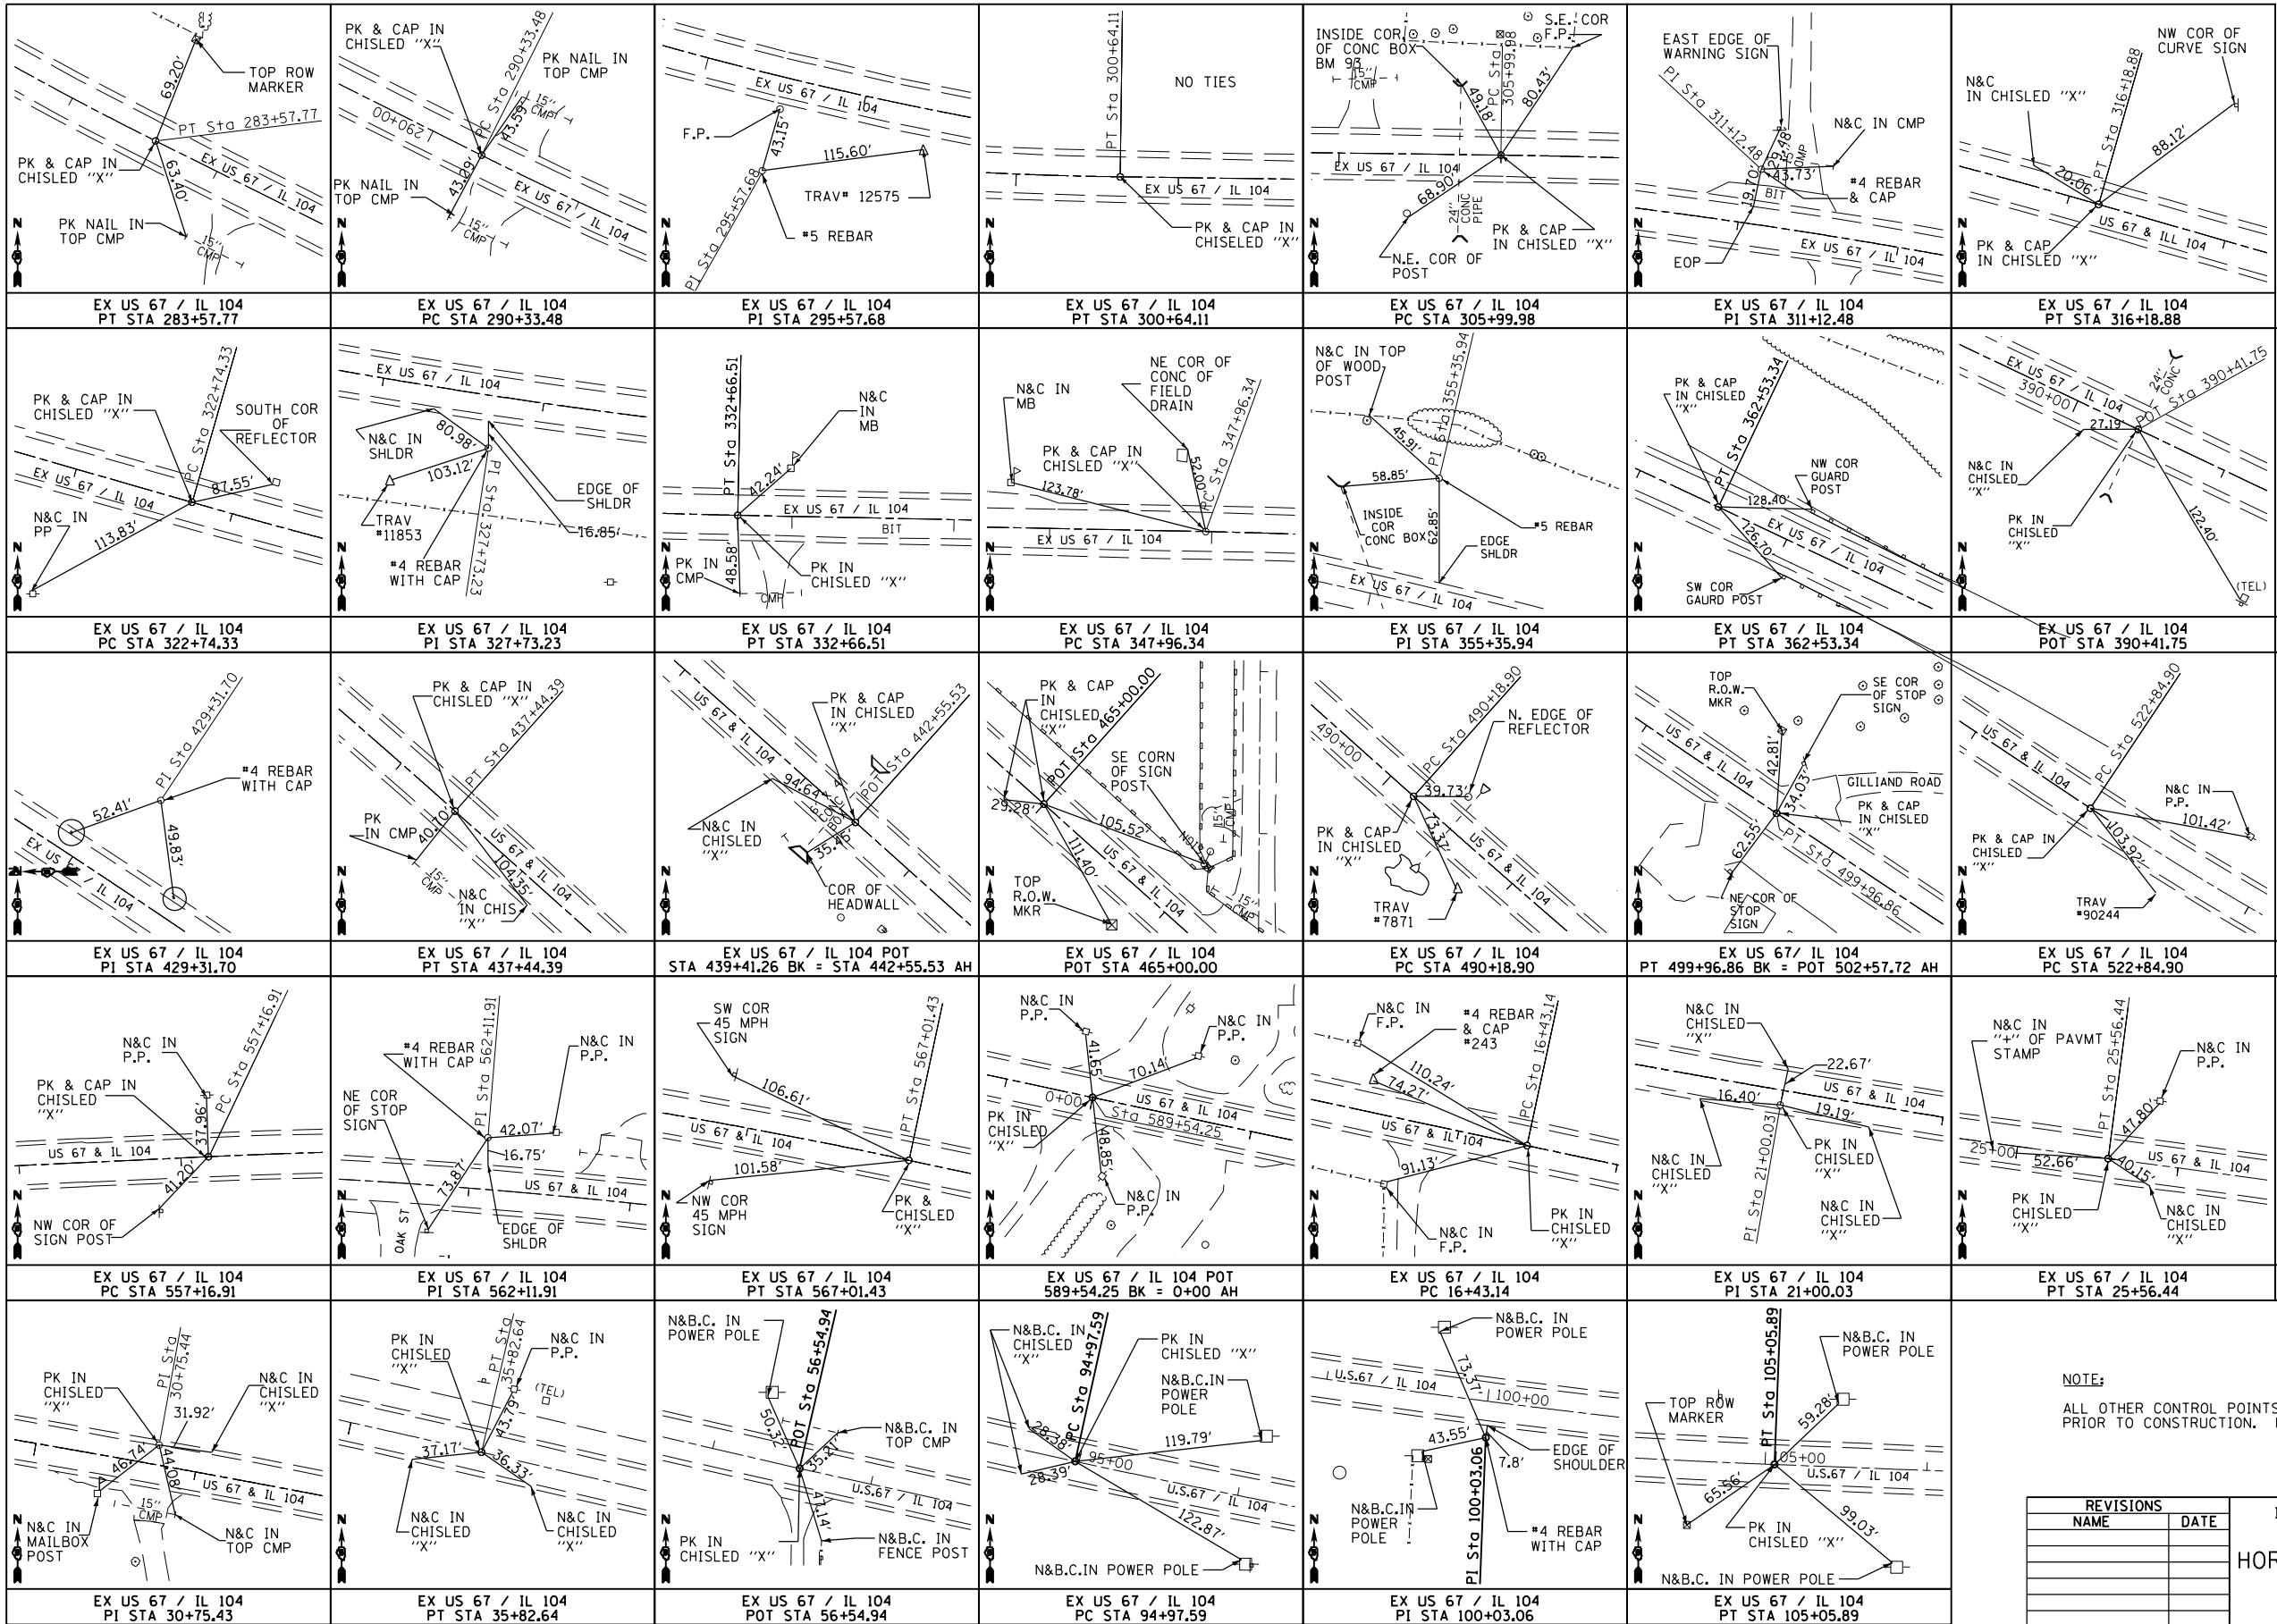 69.20'
TOP ROW
MARKER
PT Sta 283+57.77
PK & CAP IN
CHISLED "X"
63.40'
EX US 67 / IL 104
PK NAIL IN
TOP CMP
15"
CMP
N
EX US 67 / IL 104
PT STA 283+57.77
PK & CAP IN
CHISLED "X"
PC Sta 290+33.48
PK NAIL IN
TOP CMP
15"
CMP
290+00
43.59'
43.09'
PK NAIL IN
TOP CMP
EX US 67 / IL 104
15"
CMP
N
EX US 67 / IL 104
PC STA 290+33.48
EX US 67 / IL 104
F.P.
43.15'
115.60'
TRAV# 12575
#5 REBAR
PI Sta 295+57.68
N
EX US 67 / IL 104
PI STA 295+57.68
PT Sta 300+64.11
NO TIES
EX US 67 / IL 104
PK & CAP IN
CHISELED "X"
N
EX US 67 / IL 104
PT STA 300+64.11
INSIDE COR
OF CONC BOX
BM 93
S.E. COR
F.P.
15"
CMP
PC Sta
305+99.98
49.18'
80.43'
EX US 67 / IL 104
68.90'
24"
CONC
PIPE
PK & CAP
IN CHISLED "X"
N.E. COR OF
POST
N
EX US 67 / IL 104
PC STA 305+99.98
EAST EDGE OF
WARNING SIGN
PI Sta 311+12.48
29.48'
15"
CMP
N&C IN CMP
43.73'
#4 REBAR
& CAP
19.70'
BIT
EX US 67 / IL 104
EOP
N
EX US 67 / IL 104
PI STA 311+12.48
NW COR OF
CURVE SIGN
N&C
IN CHISLED "X"
PT Sta 316+18.88
88.12'
20.06'
US 67 & ILL 104
PK & CAP
IN CHISLED "X"
N
EX US 67 / IL 104
PT STA 316+18.88
PK & CAP IN
CHISLED "X"
PC Sta 322+74.33
SOUTH COR
OF
REFLECTOR
EX US 67 / IL 104
87.55'
N&C IN
PP
113.83'
N
EX US 67 / IL 104
PC STA 322+74.33
EX US 67 / IL 104
N&C IN
SHLDR
80.98'
103.12'
EDGE OF
SHLDR
TRAV
#11853
16.85'
#4 REBAR
WITH CAP
PI Sta 327+73.23
N
EX US 67 / IL 104
PI STA 327+73.23
PT Sta 332+66.51
N&C
IN
MB
42.24'
EX US 67 / IL 104
BIT
PK IN
CMP
48.58'
PK IN
CHISLED "X"
CMP
N
EX US 67 / IL 104
PT STA 332+66.51
N&C IN
MB
NE COR OF
CONC OF
FIELD
DRAIN
PK & CAP IN
CHISLED "X"
123.78'
52.00'
PC Sta 347+96.34
EX US 67 / IL 104
N
EX US 67 / IL 104
PC STA 347+96.34
N&C IN TOP
OF WOOD
POST
PI Sta 355+35.94
45.91'
58.85'
INSIDE
COR
CONC BOX
62.85'
#5 REBAR
EDGE
SHLDR
EX US 67 / IL 104
N
EX US 67 / IL 104
PI STA 355+35.94
PK & CAP
IN CHISLED
"X"
PT Sta 362+53.34
NW COR
GUARD
POST
128.40'
126.70'
EX US 67 / IL 104
SW COR
GAURD POST
N
EX US 67 / IL 104
PT STA 362+53.34
EX US 67 / IL 104
390+00
24"
CONC
POT Sta 390+41.75
27.19'
N&C IN
CHISLED
"X"
PK IN
CHISLED
"X"
122.40'
(TEL)
N
EX US 67 / IL 104
POT STA 390+41.75
PI Sta 429+31.70
#4 REBAR
WITH CAP
52.41'
49.83'
EX US 67 / IL 104
N
EX US 67 / IL 104
PI STA 429+31.70
PK & CAP IN
CHISLED "X"
PT Sta 437+44.39
PK
IN CMP
40.70'
15"
CMP
104.35'
N&C
IN CHIS
"X"
US 67 & IL 104
N
EX US 67 / IL 104
PT STA 437+44.39
PK & CAP
IN CHISLED
"X"
US 67 & IL 104
POT Sta 442+55.53
94.64'
N&C IN
CHISLED
"X"
35.45'
COR OF
HEADWALL
N
EX US 67 / IL 104 POT
STA 439+41.26 BK = STA 442+55.53 AH
PK & CAP
IN
CHISLED
"X"
POT Sta 465+00.00
SE CORN
OF SIGN
POST
29.28'
105.52'
15"
CMP
SIGN
111.40'
US 67 & IL 104
TOP
R.O.W.
MKR
15"
CMP
N
EX US 67 / IL 104
POT STA 465+00.00
490+00
PC Sta 490+18.90
N. EDGE OF
REFLECTOR
39.73'
PK & CAP
IN CHISLED
"X"
73.37'
US 67 & IL 104
TRAV
#7871
N
EX US 67 / IL 104
PC STA 490+18.90
TOP
R.O.W.
MKR
SE COR
OF STOP
SIGN
US 67 & IL 104
42.81'
34.03'
GILLIAND ROAD
PK & CAP
IN CHISLED
"X"
62.55'
PT Sta 499+96.86
NE COR OF
STOP
SIGN
N
EX US 67/ IL 104
PT 499+96.86 BK = POT 502+57.72 AH
US 67 & IL 104
PC Sta 522+84.90
N&C IN
P.P.
101.42'
PK & CAP IN
CHISLED
"X"
103.92'
TRAV
#90244
N
EX US 67 / IL 104
PC STA 522+84.90
N&C IN
P.P.
PC Sta 557+16.91
PK & CAP IN
CHISLED
"X"
37.96'
US 67 & IL 104
41.20'
NW COR OF
SIGN POST
N
EX US 67 / IL 104
PC STA 557+16.91
#4 REBAR
WITH CAP
PI Sta 562+11.91
N&C IN
P.P.
NE COR
OF STOP
SIGN
42.07'
16.75'
73.87'
US 67 & IL 104
OAK ST
EDGE OF
SHLDR
N
EX US 67 / IL 104
PI STA 562+11.91
SW COR
45 MPH
SIGN
PT Sta 567+01.43
106.61'
US 67 & IL 104
101.58'
NW COR
45 MPH
SIGN
PK &
CHISLED
"X"
N
EX US 67 / IL 104
PT STA 567+01.43
N&C IN
P.P.
N&C IN
P.P.
41.65'
70.14'
0+00
US 67 & IL 104
Sta 589+54.25
PK IN
CHISLED
"X"
48.85'
N&C IN
P.P.
N
EX US 67 / IL 104 POT
589+54.25 BK = 0+00 AH
N&C IN
F.P.
#4 REBAR
& CAP
#243
PC Sta 16+43.14
110.24'
74.27'
US 67 & IL 104
91.13'
N&C IN
F.P.
PK IN
CHISLED
"X"
N
EX US 67 / IL 104
PC 16+43.14
N&C IN
CHISLED
"X"
22.67'
US 67 & IL 104
16.40'
19.19'
PK IN
CHISLED
"X"
N&C IN
CHISLED
"X"
PI Sta 21+00.03
N&C IN
CHISLED
"X"
N
EX US 67 / IL 104
PI STA 21+00.03
N&C IN
"+" OF PAVMT
STAMP
PT Sta 25+56.44
N&C IN
P.P.
47.80'
25+00
52.66'
US 67 & IL 104
40.15'
PK IN
CHISLED
"X"
N&C IN
CHISLED
"X"
N
EX US 67 / IL 104
PT STA 25+56.44
PK IN
CHISLED
"X"
PI Sta
30+75.44
N&C IN
CHISLED
"X"
31.92'
46.74'
44.08'
US 67 & IL 104
15"
CMP
N&C IN
MAILBOX
POST
N&C IN
TOP CMP
N
EX US 67 / IL 104
PI STA 30+75.43
PK IN
CHISLED
"X"
PT Sta
35+82.64
N&C IN
P.P.
(TEL)
43.79'
37.17'
36.33'
N&C IN
CHISLED
"X"
N&C IN
CHISLED
"X"
N
EX US 67 / IL 104
PT STA 35+82.64
N&B.C. IN
POWER POLE
POT Sta 56+54.94
50.32'
N&B.C. IN
TOP CMP
35.21'
U.S.67 / IL 104
47.14'
PK IN
CHISLED "X"
N&B.C. IN
FENCE POST
N
EX US 67 / IL 104
POT STA 56+54.94
N&B.C. IN
CHISLED
"X"
PC Sta 94+97.59
PK IN
CHISLED "X"
N&B.C.IN
POWER
POLE
28.38'
119.79'
95+00
28.39'
U.S.67 / IL 104
122.87'
N&B.C.IN POWER POLE
N
EX US 67 / IL 104
PC STA 94+97.59
N&B.C. IN
POWER POLE
73.37'
U.S.67 / IL 104
100+00
43.55'
EDGE OF
SHOULDER
7.8'
N&B.C.IN
POWER
POLE
PI Sta 100+03.06
#4 REBAR
WITH CAP
N
EX US 67 / IL 104
PI STA 100+03.06
N&B.C. IN
POWER POLE
TOP ROW
MARKER
PT Sta 105+05.89
59.28'
105+00
U.S.67 / IL 104
65.56'
99.03'
PK IN
CHISLED "X"
N&B.C. IN POWER POLE
N
EX US 67 / IL 104
PT STA 105+05.89
NOTE:
ALL OTHER CONTROL POINTS
PRIOR TO CONSTRUCTION.
REVISIONS
NAME DATE
HOR